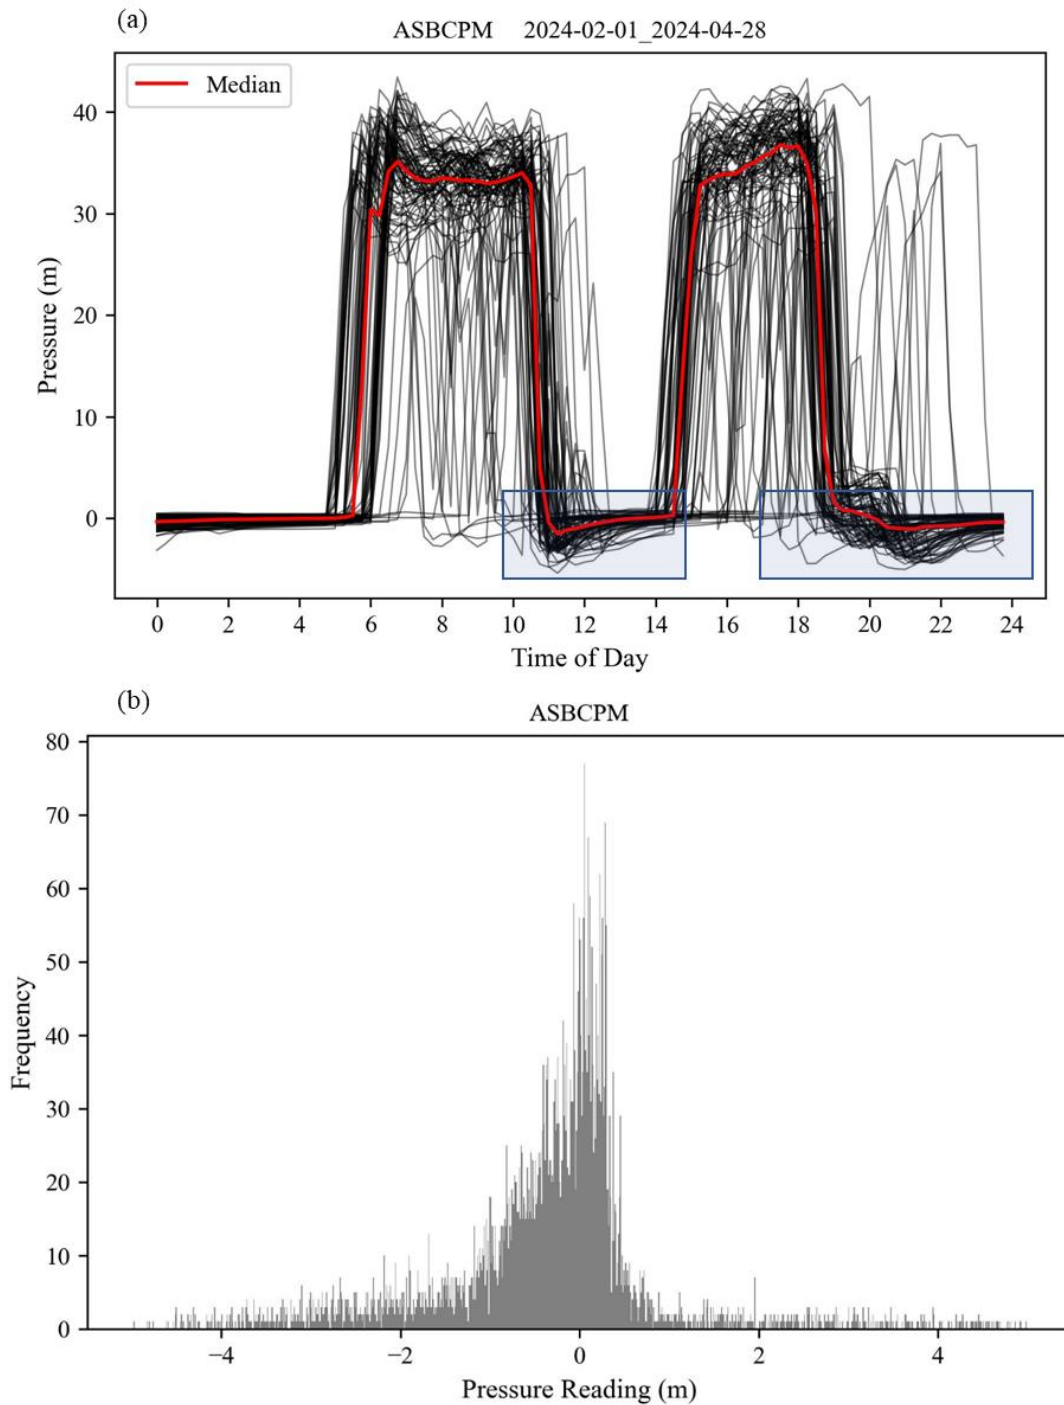 (a)
ASBCPM 2024-02-01_2024-04-28
Median
40
30
20
10
0
Pressure (m)
0 2 4 6 8 10 12 14 16 18 20 22 24
Time of Day
(b)
ASBCPM
80
70
60
50
40
30
20
10
0
Frequency
−4 −2 0 2 4
Pressure Reading (m)